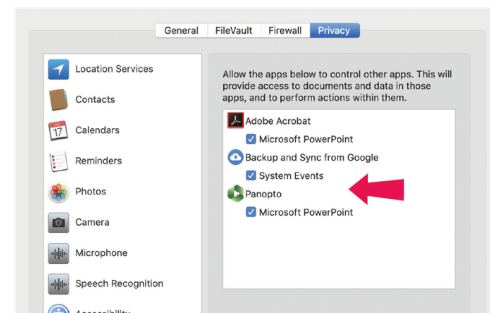 General FileVault Firewall Privacy
Location Services
Contacts
Calendars
Reminders
Photos
Camera
Microphone
Speech Recognition
Accessibility
Allow the apps below to control other apps. This will
provide access to documents and data in those
apps, and to perform actions within them.
Adobe Acrobat
Microsoft PowerPoint
Backup and Sync from Google
System Events
Panopto
Microsoft PowerPoint
17